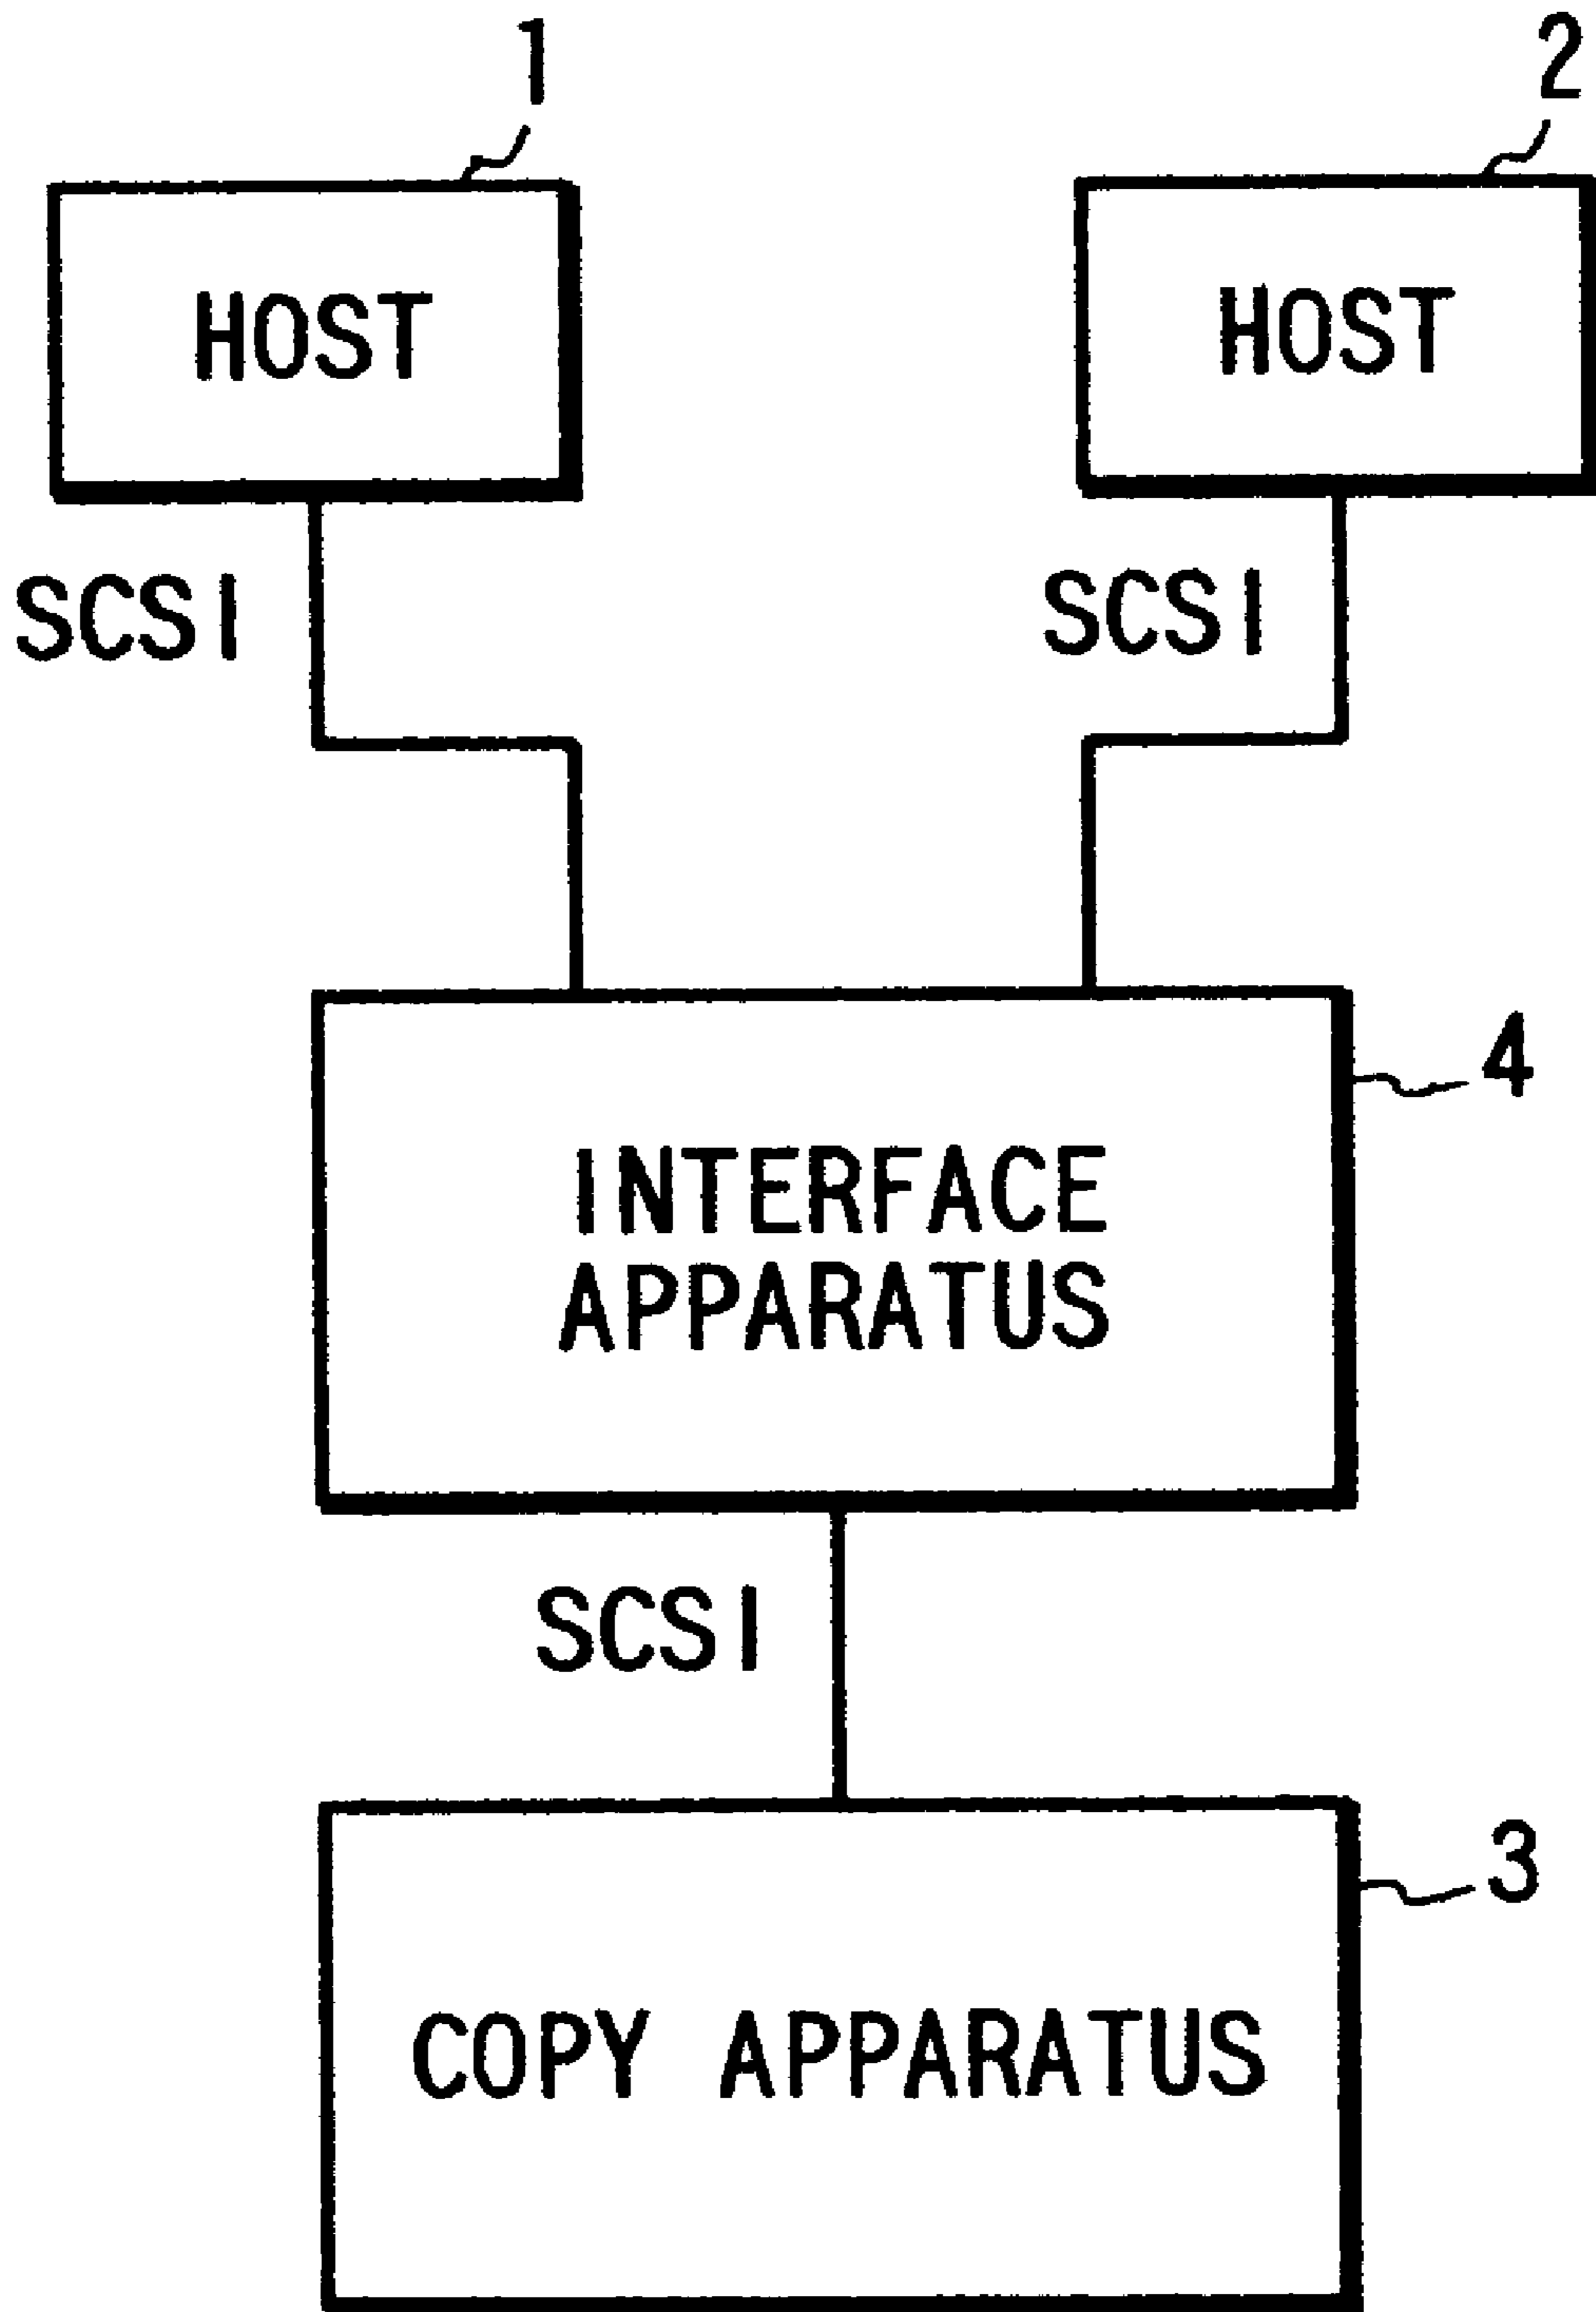 1
2
HOST
HOST
SCSI
SCSI
4
INTERFACE
APPARATUS
SCSI
3
COPY APPARATUS